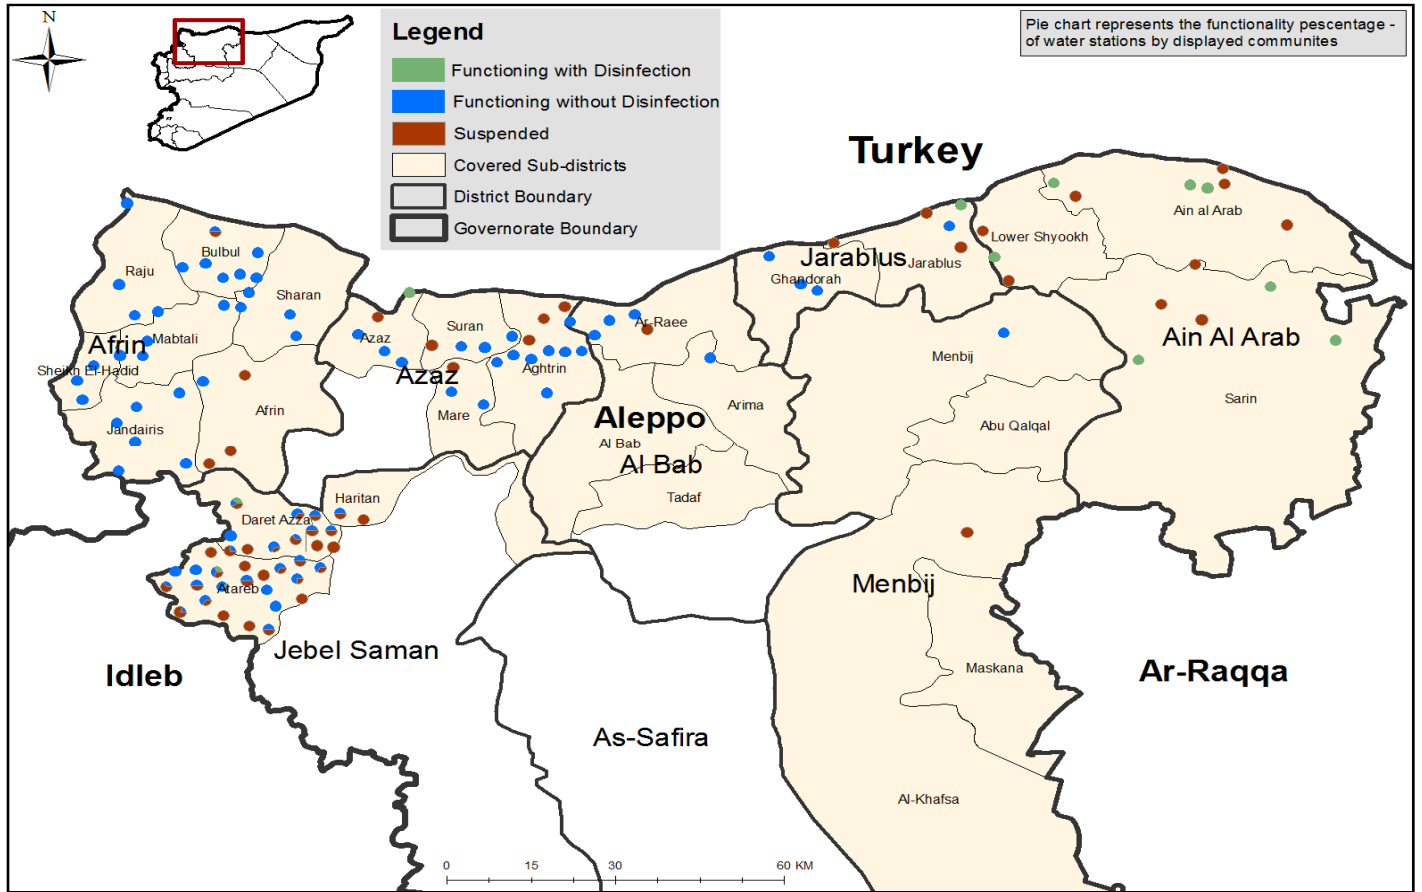 N
Legend
Functioning with Disinfection
Functioning without Disinfection
Suspended
Covered Sub-districts
District Boundary
Governorate Boundary
Pie chart represents the functionality pescentage -
of water stations by displayed communites
Turkey
Ain al Arab
Lower Shyookh
Bulbul
Raju
Sharan
Jarablus
Jarablus
Ghandorah
Mabtali
Afrin
Sheikh El-Hadid
Azaz
Suran
Ar-Raee
Menbij
Ain Al Arab
Azaz
Aghtrin
Sarin
Afrin
Mare
Arima
Jandairis
Aleppo
Abu Qalqal
Al Bab
Al Bab
Tadaf
Haritan
Daret Azza
Atareb
Menbij
Jebel Saman
Idleb
Maskana
Ar-Raqqa
As-Safira
Al-Khafsa
0 15 30 60 KM